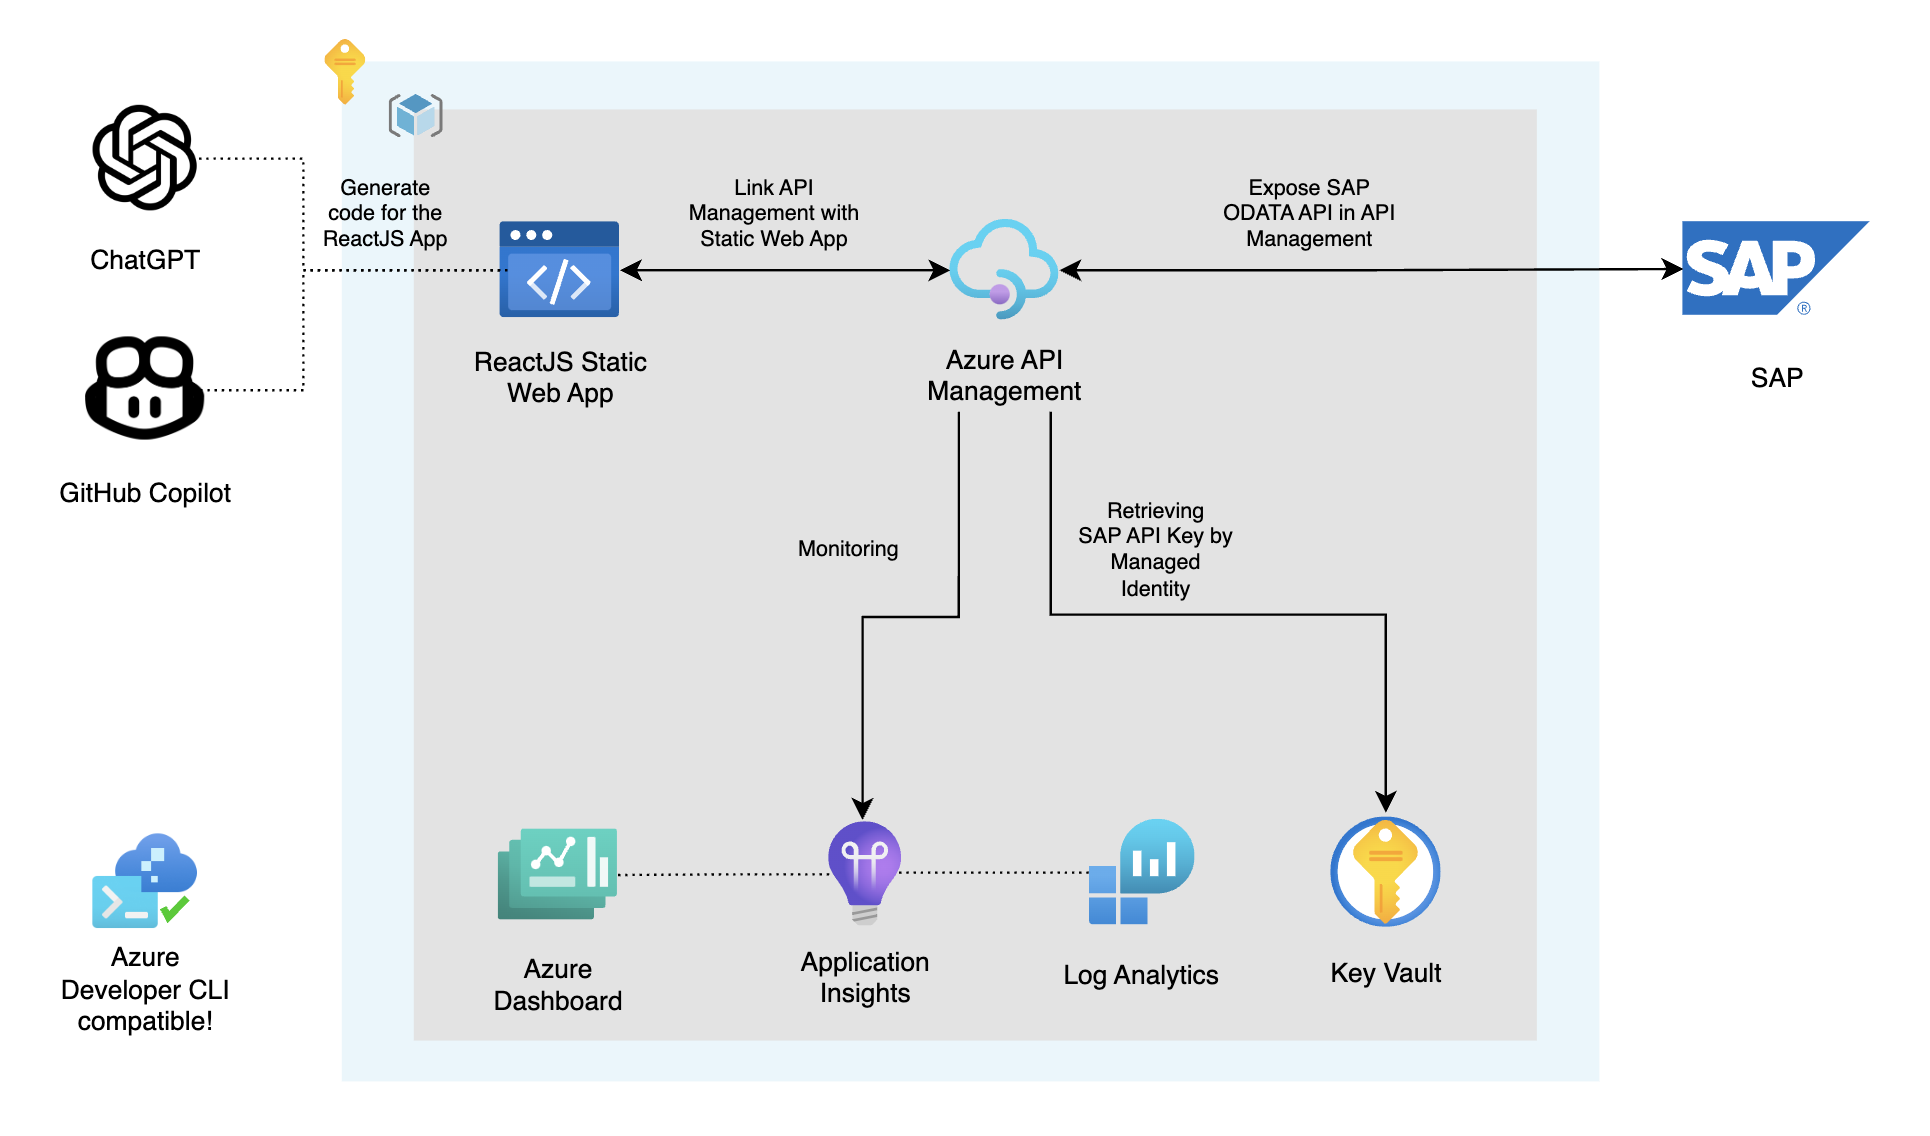 ChatGPT
GitHub Copilot
Generate
code for the
ReactJS App
ReactJS Static
Web App
Link API
Management with
Static Web App
Azure API
Management
Expose SAP
ODATA API in API
Management
SAP
®
SAP
Monitoring
Retrieving
SAP API Key by
Managed
Identity
Azure
Developer CLI
compatible!
Azure
Dashboard
Application
Insights
Log Analytics
Key Vault